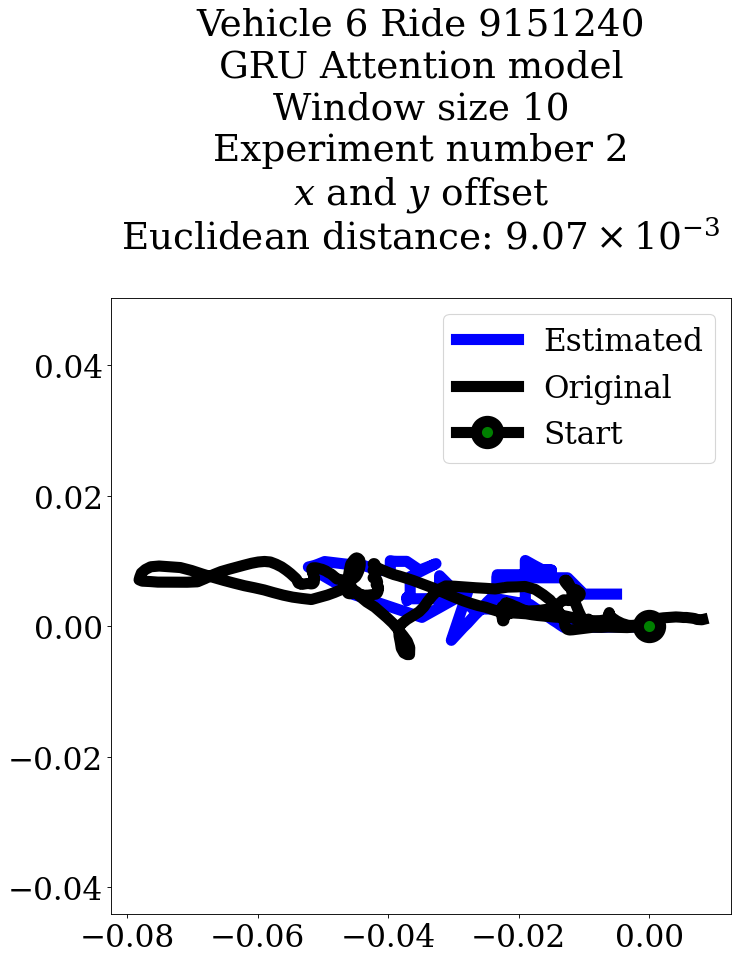 Vehicle 6 Ride 9151240
GRU Attention model
Window size 10
Experiment number 2
x and y offset
Euclidean distance: 9.07 × 10⁻³
Estimated
Original
Start
0.04
0.02
0.00
−0.02
−0.04
−0.08 −0.06 −0.04 −0.02 0.00